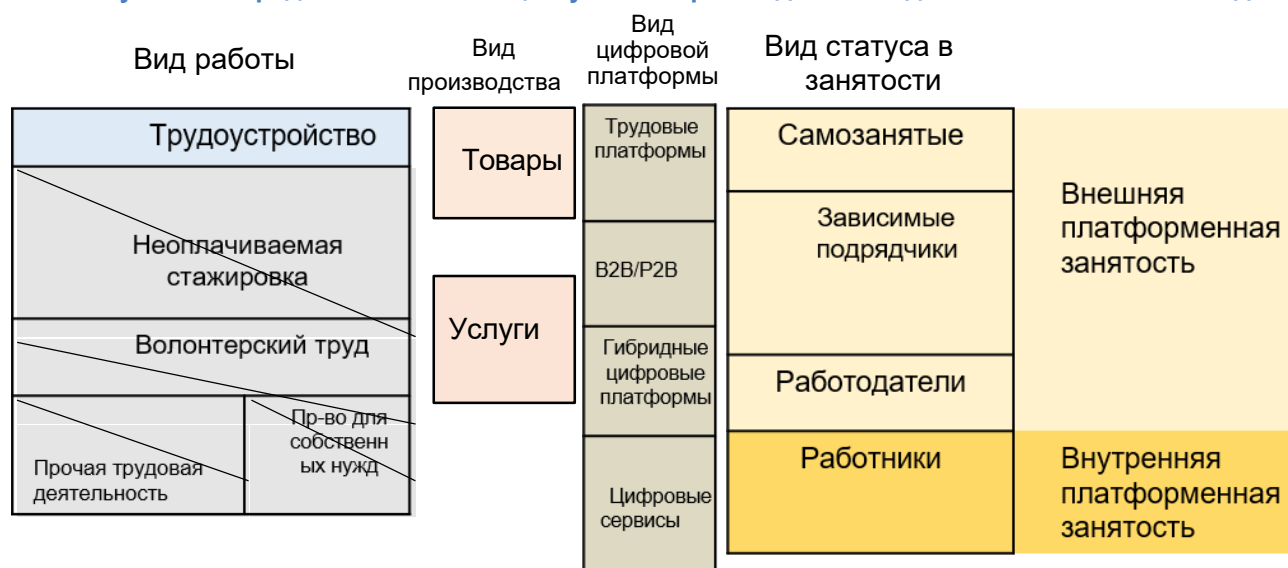 Вид работы
Вид
производства
Вид
цифровой
платформы
Вид статуса в
занятости
Трудоустройство
Неоплачиваемая
стажировка
Волонтерский труд
Прочая трудовая
деятельность
Пр-во для
собственн
ых нужд
Товары
Услуги
Трудовые
платформы
B2B/P2B
Гибридные
цифровые
платформы
Цифровые
сервисы
Самозанятые
Зависимые
подрядчики
Работодатели
Работники
Внешняя
платформенная
занятость
Внутренняя
платформенная
занятость